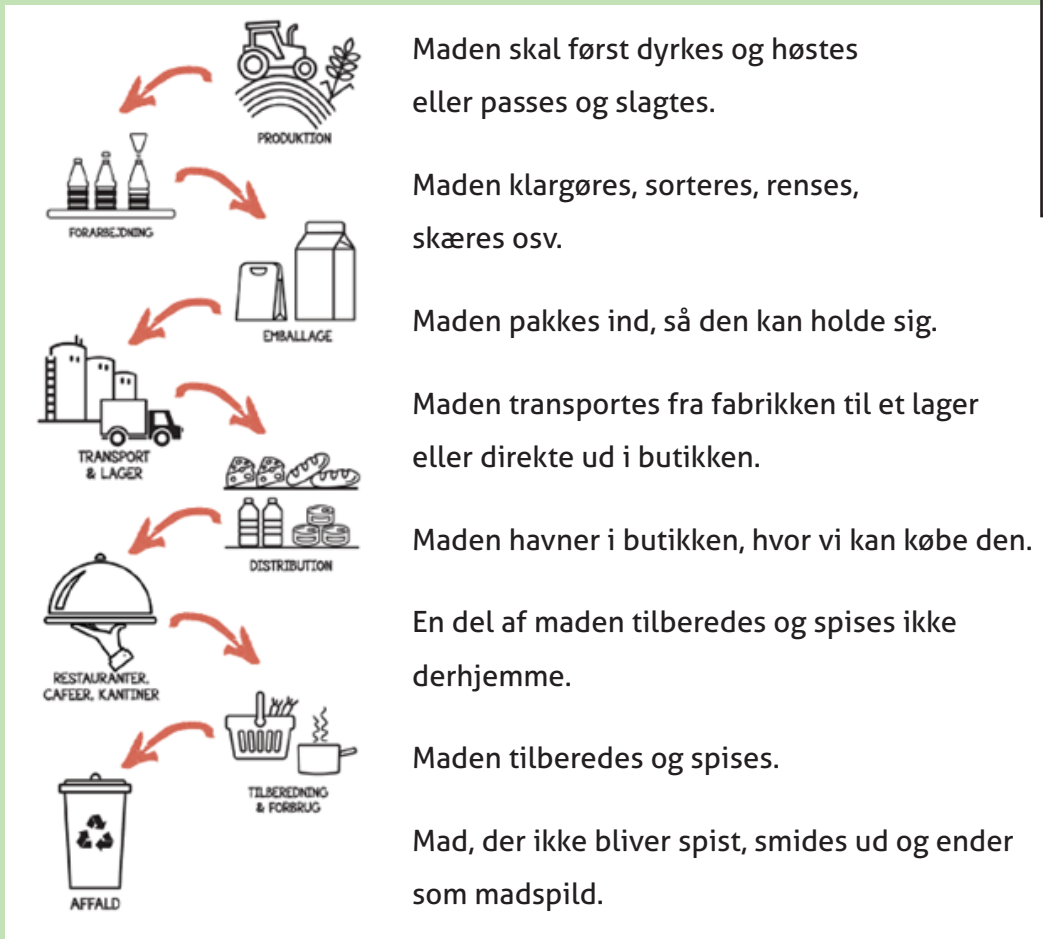 PRODUKTION
Maden skal først dyrkes og høstes
eller passes og slagtes.
FORARBEJDNING
Maden klargøres, sorteres, renses,
skæres osv.
EMBALLAGE
Maden pakkes ind, så den kan holde sig.
TRANSPORT
& LAGER
Maden transportes fra fabrikken til et lager
eller direkte ud i butikken.
DISTRIBUTION
Maden havner i butikken, hvor vi kan købe den.
RESTAURANTER,
CAFEER, KANTINER
En del af maden tilberedes og spises ikke
derhjemme.
TILBEREDNING
& FORBRUG
Maden tilberedes og spises.
AFFALD
Mad, der ikke bliver spist, smides ud og ender
som madspild.